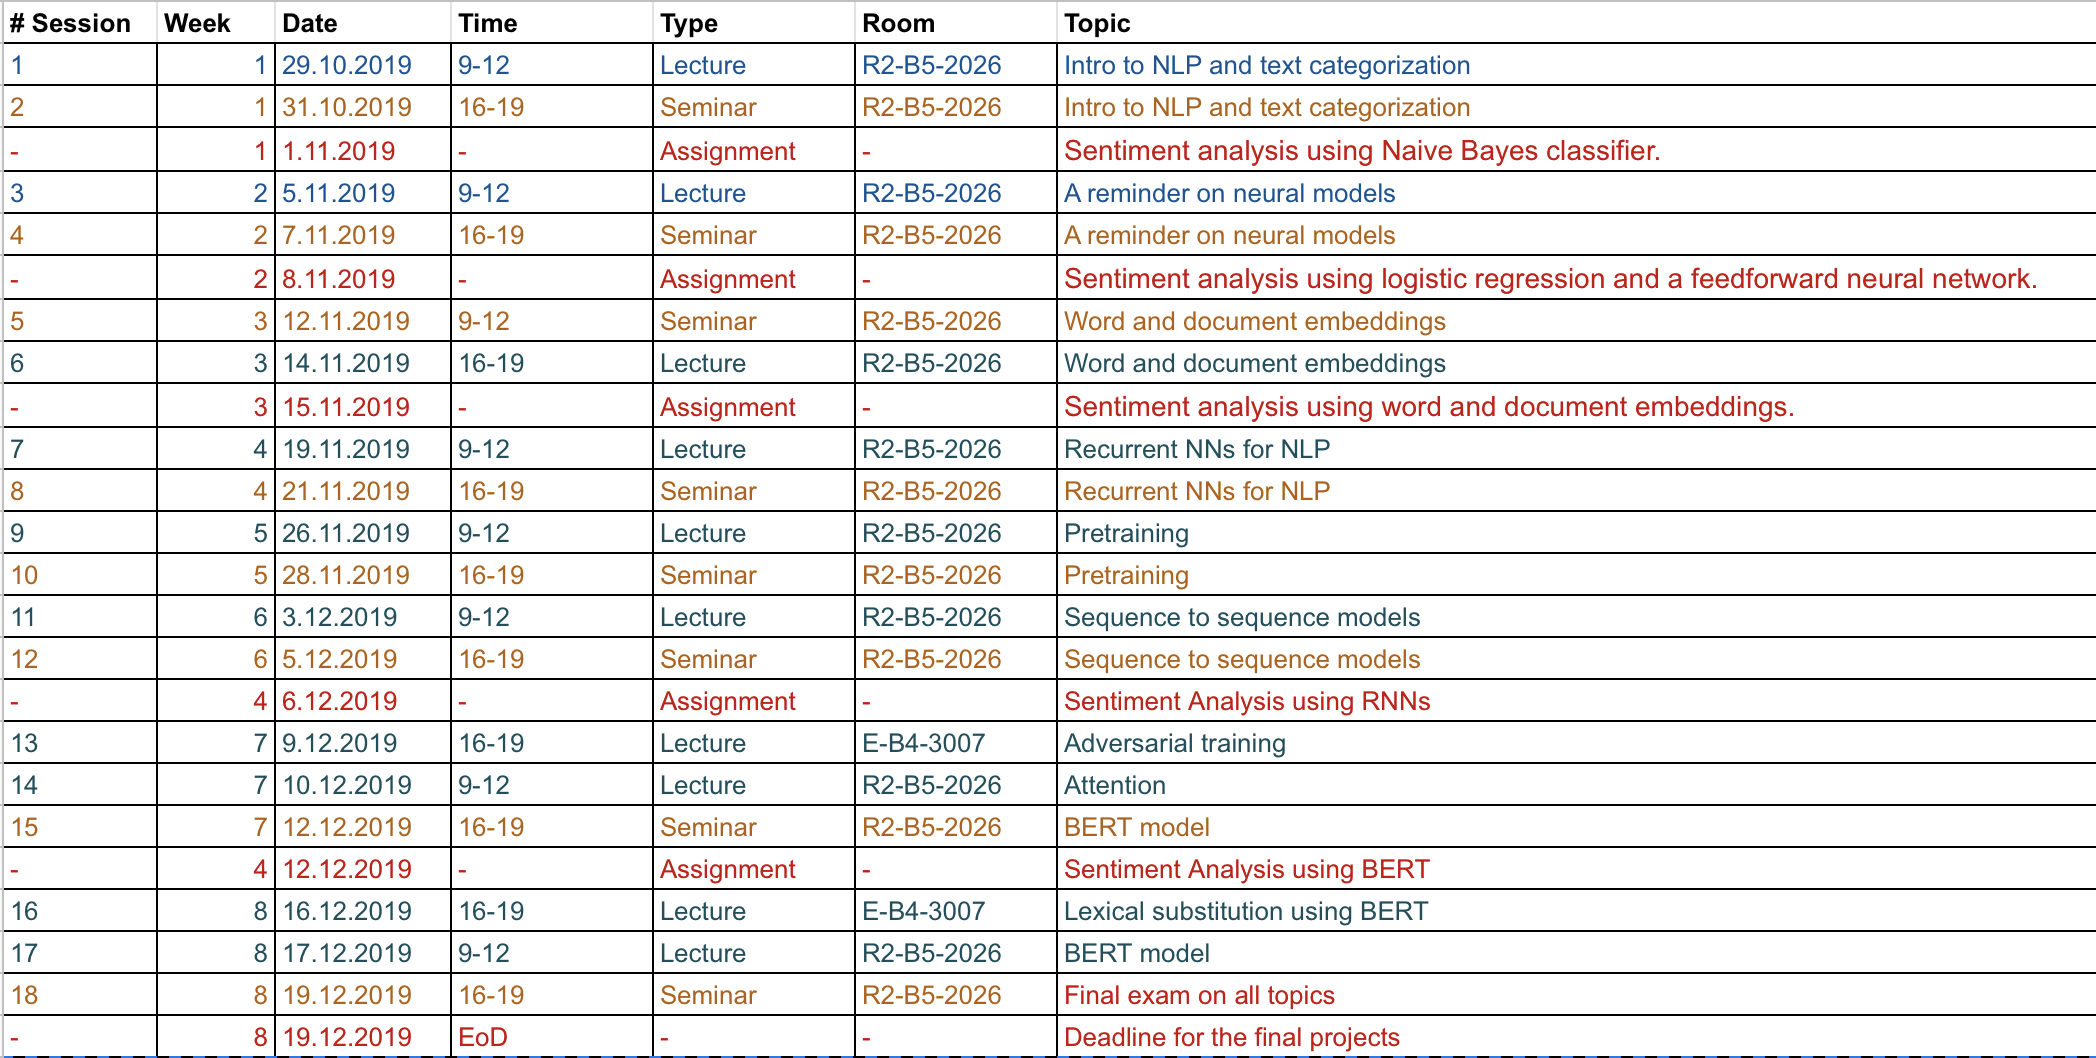 # Session Week Date Time Type Room Topic
1 1 29.10.2019 9-12 Lecture R2-B5-2026 Intro to NLP and text categorization
2 1 31.10.2019 16-19 Seminar R2-B5-2026 Intro to NLP and text categorization
- 1 1.11.2019 - Assignment - Sentiment analysis using Naive Bayes classifier.
3 2 5.11.2019 9-12 Lecture R2-B5-2026 A reminder on neural models
4 2 7.11.2019 16-19 Seminar R2-B5-2026 A reminder on neural models
- 2 8.11.2019 - Assignment - Sentiment analysis using logistic regression and a feedforward neural network.
5 3 12.11.2019 9-12 Seminar R2-B5-2026 Word and document embeddings
6 3 14.11.2019 16-19 Lecture R2-B5-2026 Word and document embeddings
- 3 15.11.2019 - Assignment - Sentiment analysis using word and document embeddings.
7 4 19.11.2019 9-12 Lecture R2-B5-2026 Recurrent NNs for NLP
8 4 21.11.2019 16-19 Seminar R2-B5-2026 Recurrent NNs for NLP
9 5 26.11.2019 9-12 Lecture R2-B5-2026 Pretraining
10 5 28.11.2019 16-19 Seminar R2-B5-2026 Pretraining
11 6 3.12.2019 9-12 Lecture R2-B5-2026 Sequence to sequence models
12 6 5.12.2019 16-19 Seminar R2-B5-2026 Sequence to sequence models
- 4 6.12.2019 - Assignment - Sentiment Analysis using RNNs
13 7 9.12.2019 16-19 Lecture E-B4-3007 Adversarial training
14 7 10.12.2019 9-12 Lecture R2-B5-2026 Attention
15 7 12.12.2019 16-19 Seminar R2-B5-2026 BERT model
- 4 12.12.2019 - Assignment - Sentiment Analysis using BERT
16 8 16.12.2019 16-19 Lecture E-B4-3007 Lexical substitution using BERT
17 8 17.12.2019 9-12 Lecture R2-B5-2026 BERT model
18 8 19.12.2019 16-19 Seminar R2-B5-2026 Final exam on all topics
- 8 19.12.2019 EoD - - Deadline for the final projects